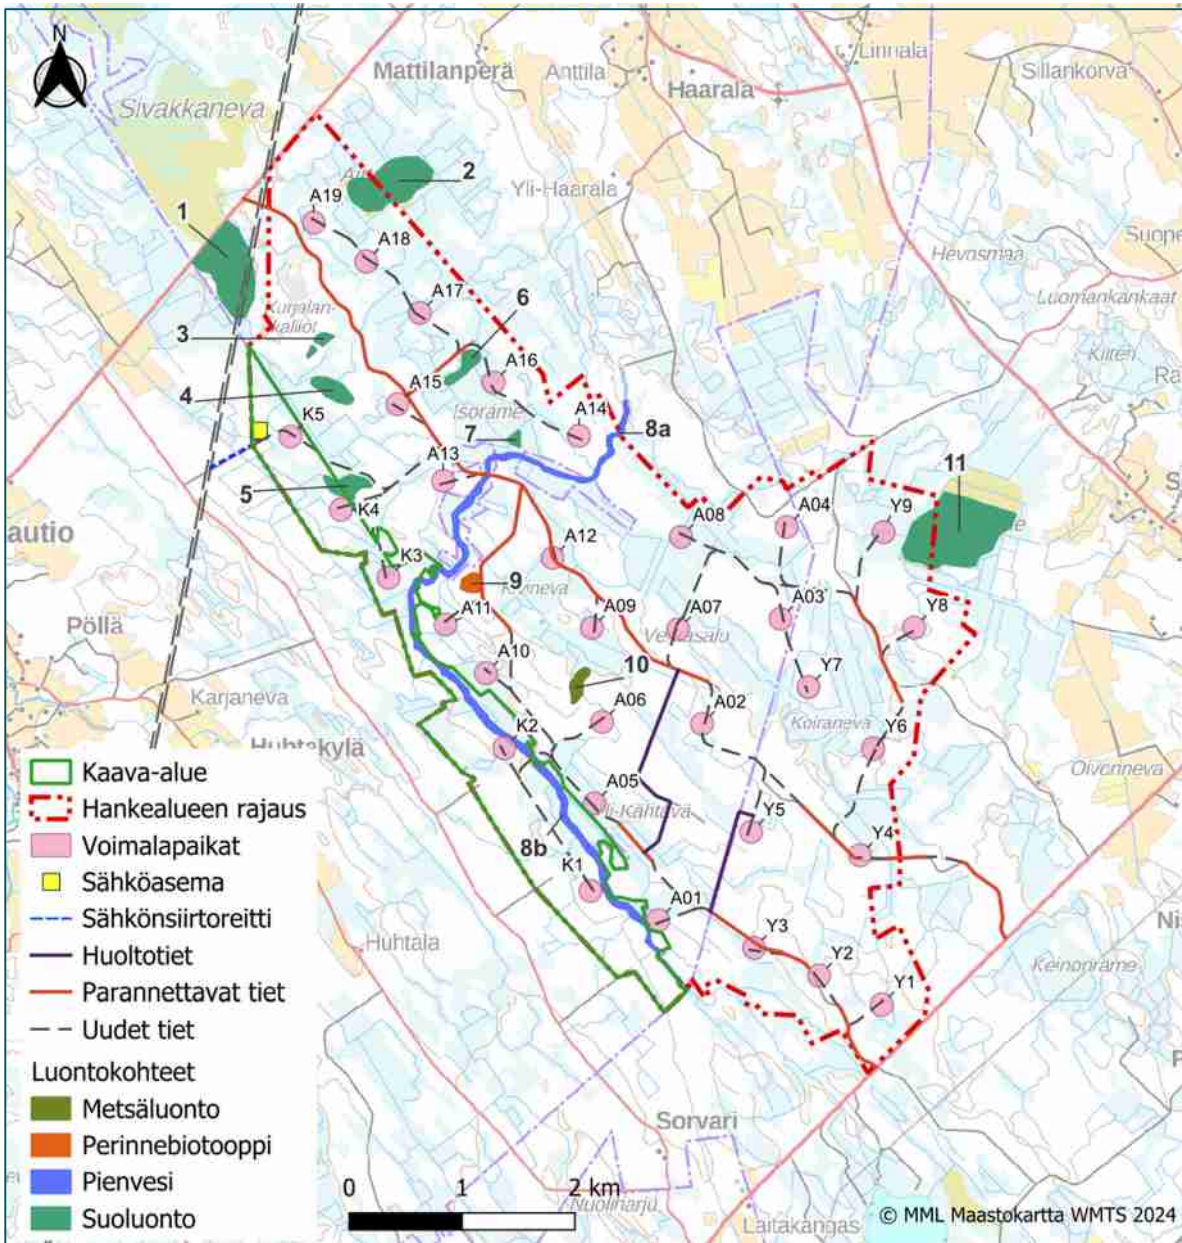 N
Mattilanperä
Anttila
Linnala
Sillankorva
Haarala
Sivakkaneva
2
Yli-Haarala
A19
1
A18
Suope
Hevosmaa
A17
6
Luomankankaat
Kurjalan-
kalliot
3
A16
4
A15
Isoräme
A14
K5
7
8a
A13
11
5
K4
A08
A04
Y9
autio
A12
K3
9
Pöllä
A11
A09
A07
A03
Y8
Vehkasalu
10
A10
Y7
Karjaneva
A06
A02
Koiraneva
Huhtakylä
K2
Y6
Oivonneva
A05
Yli-Kähtävä
Y5
8b
Y4
K1
A01
Huhtala
Y3
Y2
Keinonräme
Y1
Sorvari
Nuolinharju
Laitakangas
Kaava-alue
Hankealueen rajaus
Voimalapaikat
Sähköasema
Sähkönsiirtoreitti
Huoltotiet
Parannettavat tiet
Uudet tiet
Luontokohteet
Metsäluonto
Perinnebiotooppi
Pienvesi
Suoluonto
0 1 2 km
© MML Maastokartta WMTS 2024